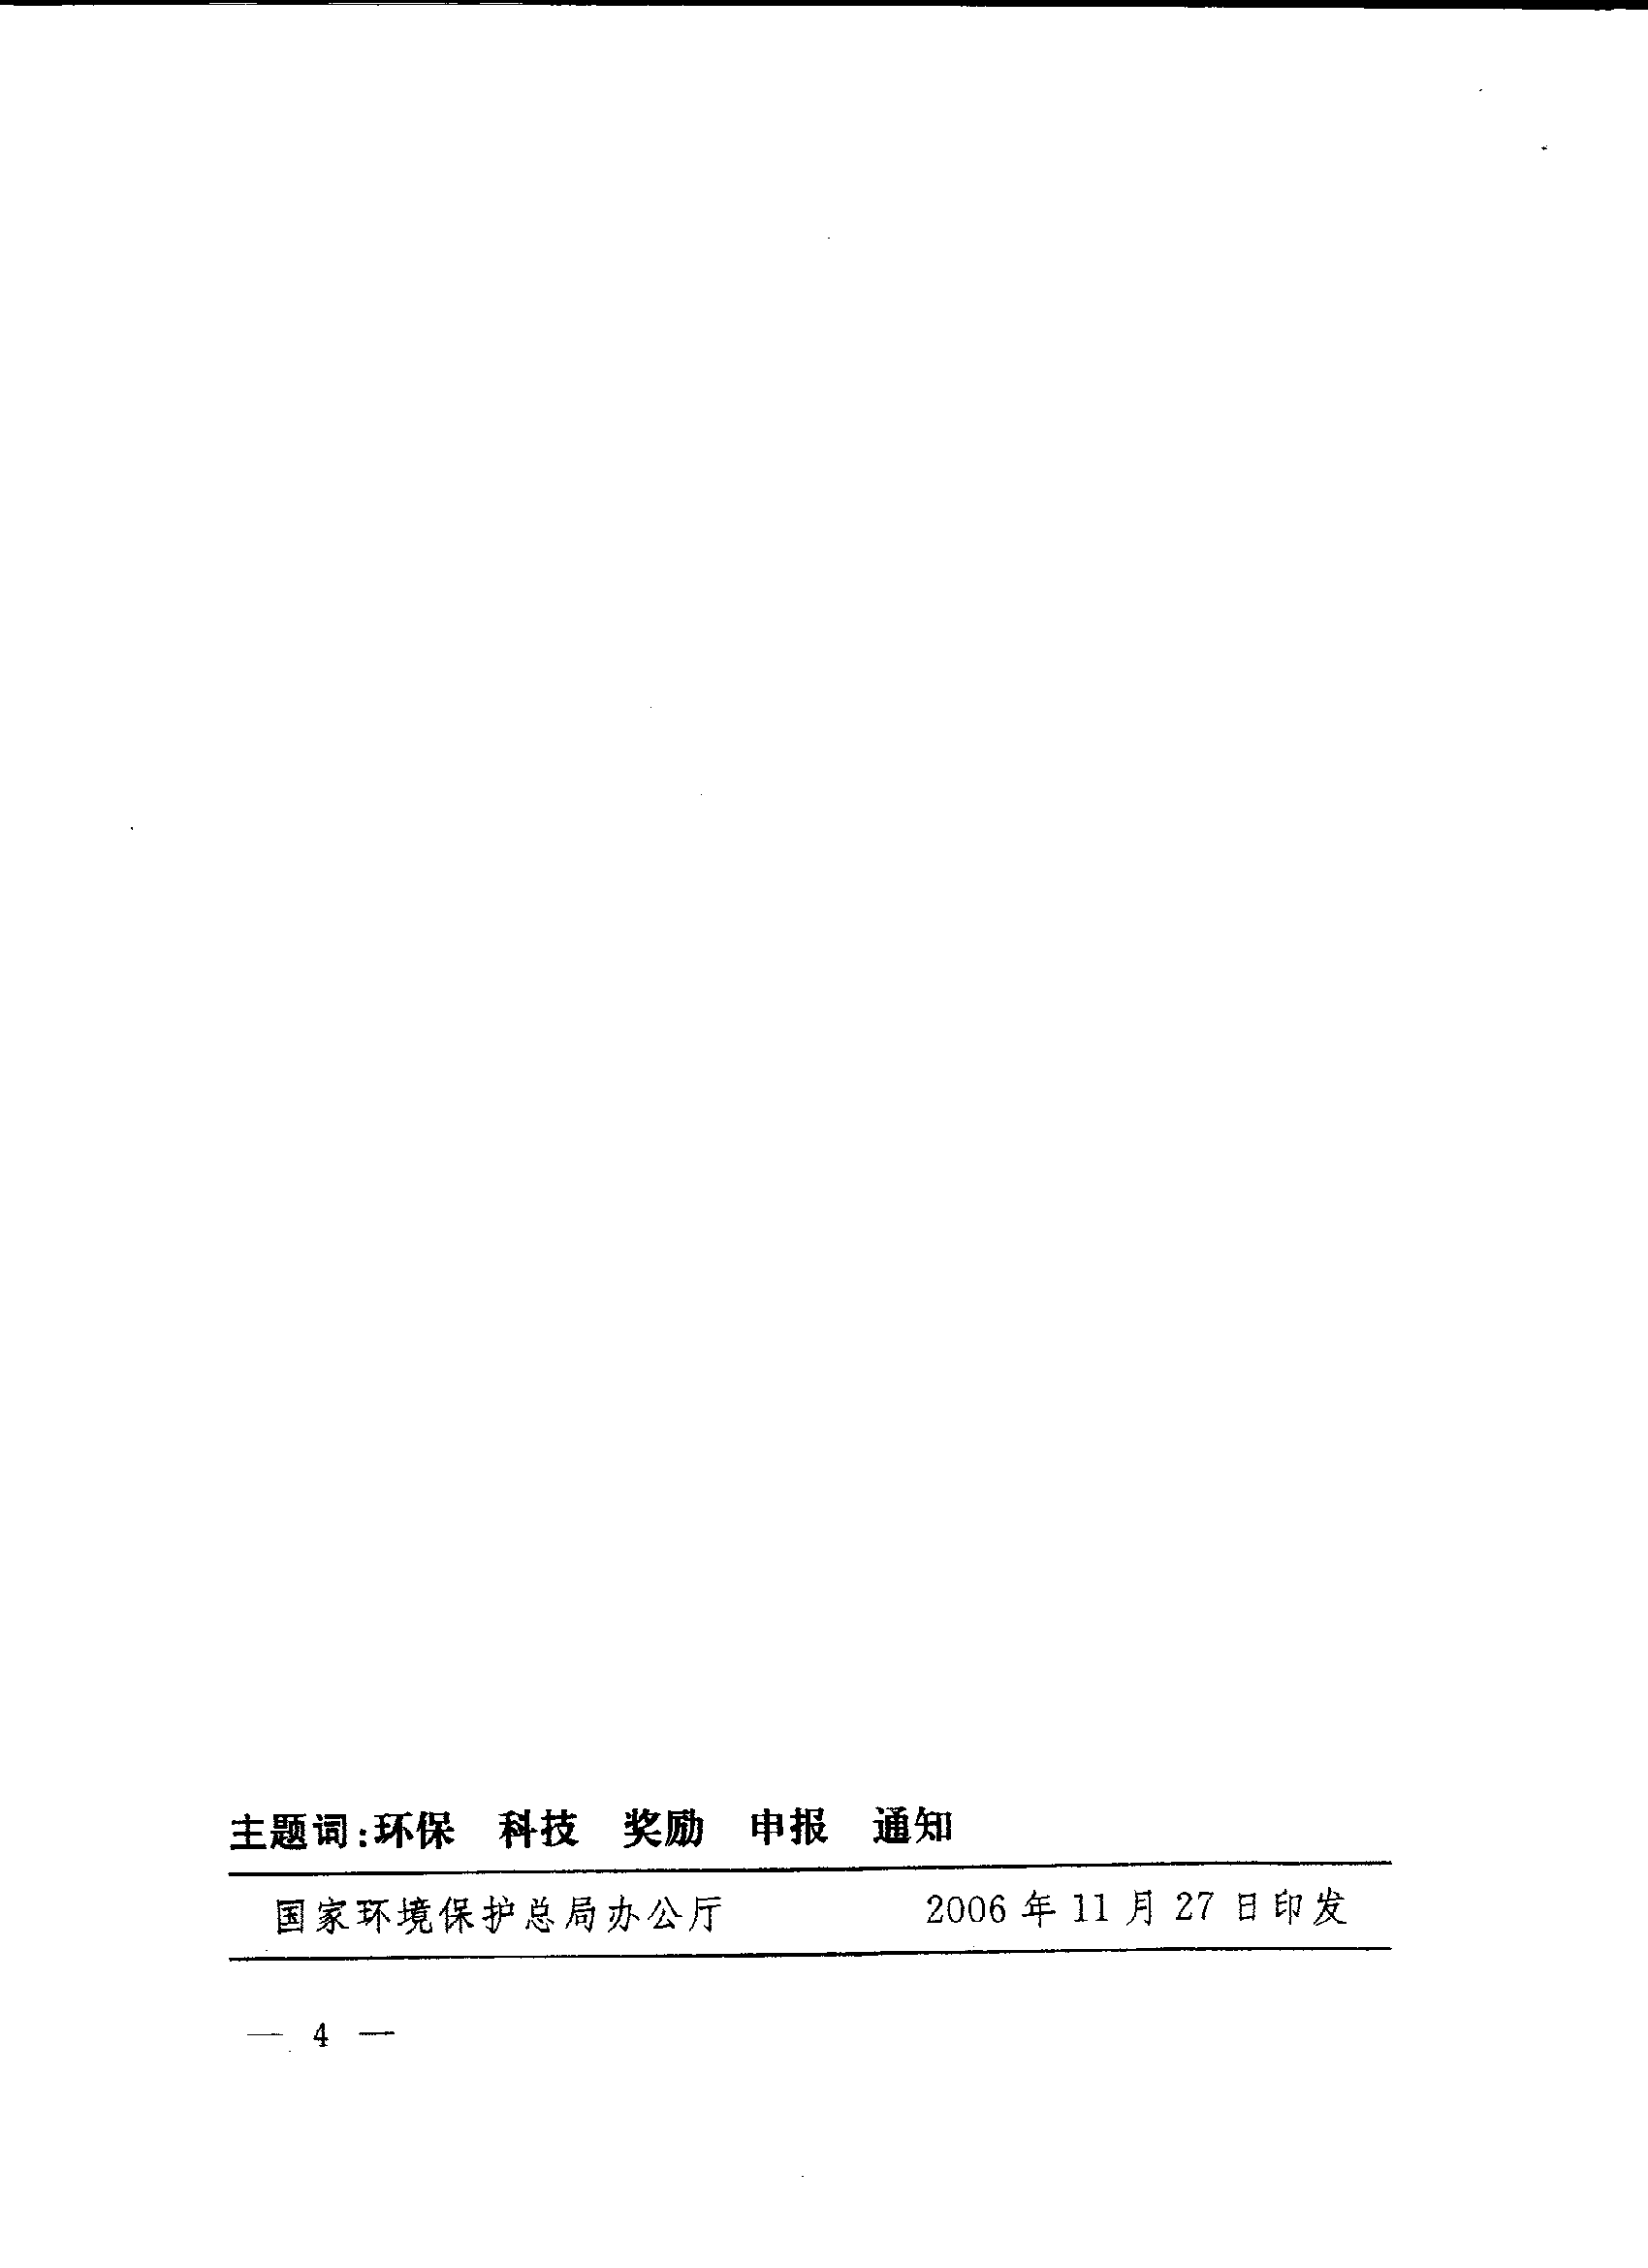 主题词:环保　科技　奖励　申报　通知
国家环境保护总局办公厅　2006年11月27日印发
— 4 —